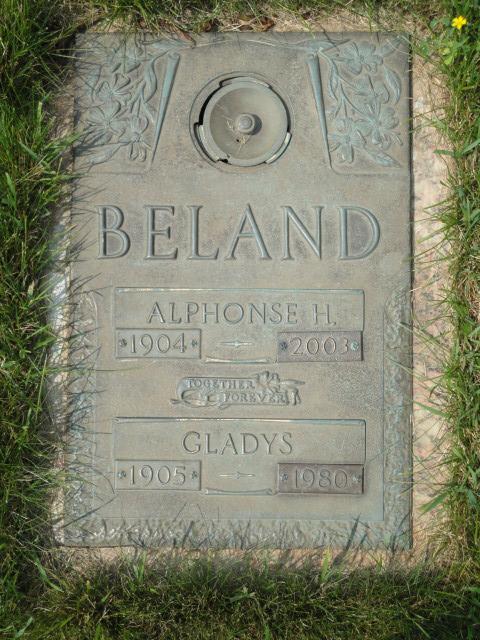 BELAND
ALPHONSE H.
1904 2003
TOGETHER
FOREVER
GLADYS
1905 1980